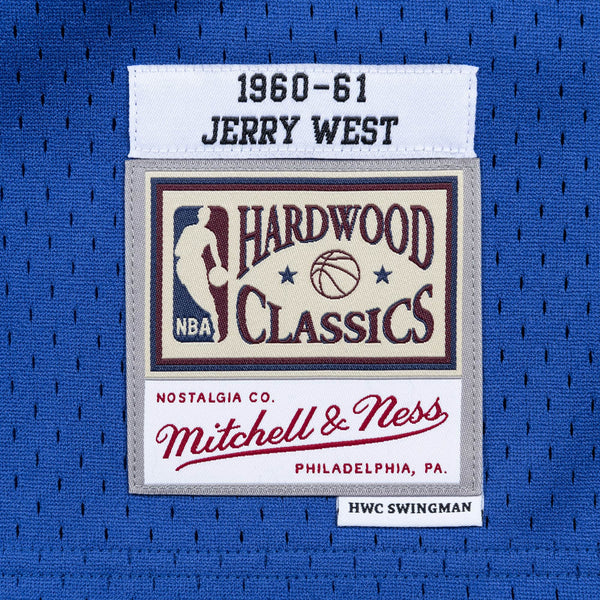 1960-61
JERRY WEST
HARDWOOD
NBA
CLASSICS
NOSTALGIA CO.
Mitchell & Ness
PHILADELPHIA, PA.
HWC SWINGMAN